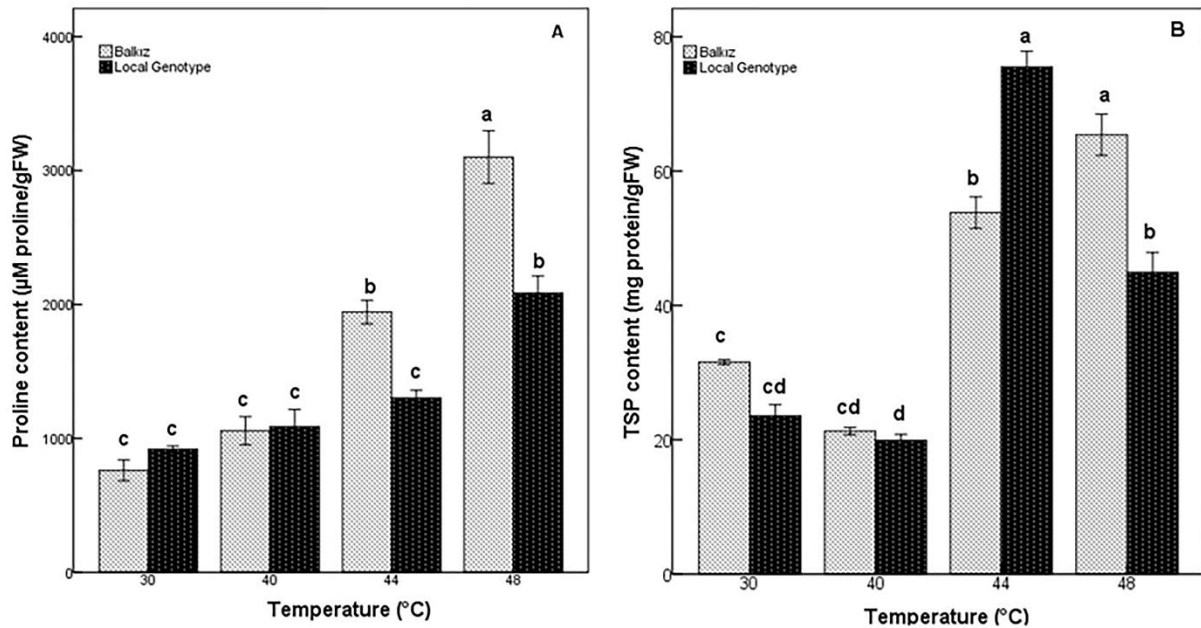 A
Balkız
Local Genotype
Proline content (µM proline/gFW)
4000
3000
2000
1000
0
c
c
c
c
b
c
a
b
30
40
44
48
Temperature (°C)
B
Balkız
Local Genotype
TSP content (mg protein/gFW)
80
60
40
20
0
c
cd
cd
d
b
a
a
b
30
40
44
48
Temperature (°C)